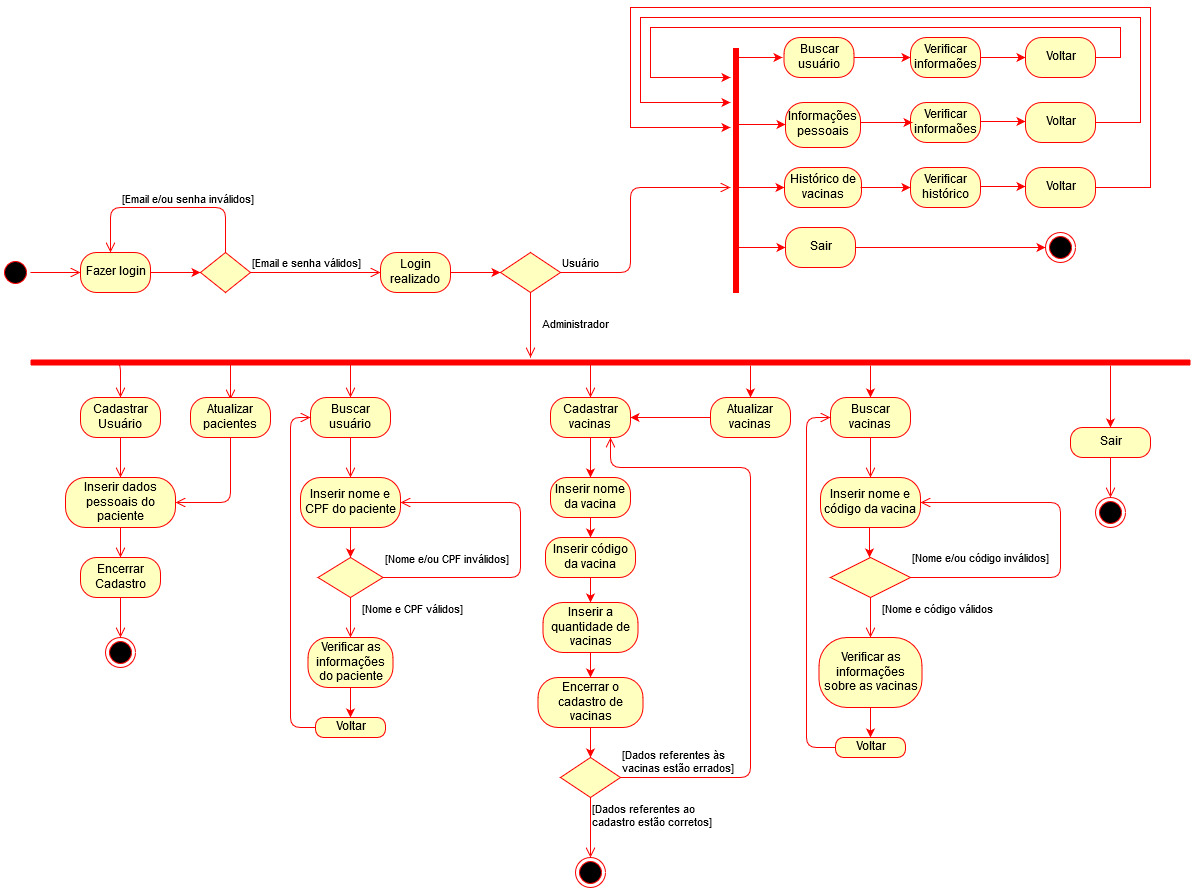 Buscar
usuário
Verificar
informaões
Voltar
Informações
pessoais
Verificar
informaões
Voltar
Histórico de
vacinas
Verificar
histórico
Voltar
Sair
[Email e/ou senha inválidos]
Fazer login
[Email e senha válidos]
Login
realizado
Usuário
Administrador
Cadastrar
Usuário
Atualizar
pacientes
Inserir dados
pessoais do
paciente
Encerrar
Cadastro
Buscar
usuário
Inserir nome e
CPF do paciente
[Nome e/ou CPF inválidos]
[Nome e CPF válidos]
Verificar as
informações
do paciente
Voltar
Cadastrar
vacinas
Atualizar
vacinas
Inserir nome
da vacina
Inserir código
da vacina
Inserir a
quantidade de
vacinas
Encerrar o
cadastro de
vacinas
[Dados referentes às
vacinas estão errados]
[Dados referentes ao
cadastro estão corretos]
Buscar
vacinas
Inserir nome e
código da vacina
[Nome e/ou código inválidos]
[Nome e código válidos
Verificar as
informações
sobre as vacinas
Voltar
Sair